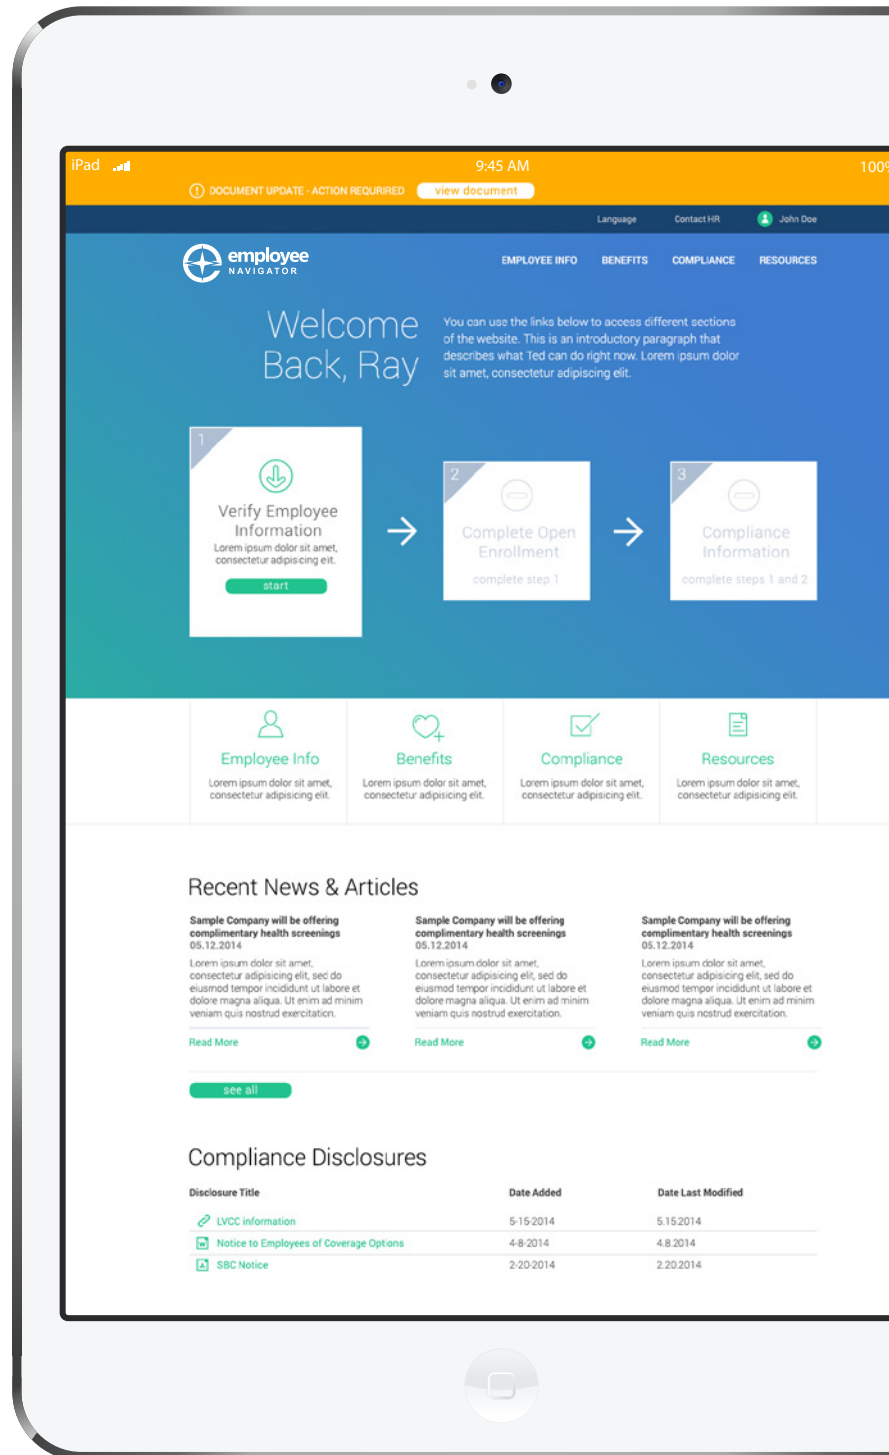 iPad
9:45 AM
100%
DOCUMENT UPDATE - ACTION REQURIRED
view document
Language
Contact HR
John Doe
employee
NAVIGATOR
EMPLOYEE INFO
BENEFITS
COMPLIANCE
RESOURCES
Welcome
Back, Ray
You can use the links below to access different sections
of the website. This is an introductory paragraph that
describes what Ted can do right now. Lorem ipsum dolor
sit amet, consectetur adipiscing elit.
1
Verify Employee
Information
Lorem ipsum dolor sit amet,
consectetur adipisicing elit.
start
2
Complete Open
Enrollment
complete step 1
3
Compliance
Information
complete steps 1 and 2
Employee Info
Lorem ipsum dolor sit amet,
consectetur adipisicing elit.
Benefits
Lorem ipsum dolor sit amet,
consectetur adipisicing elit.
Compliance
Lorem ipsum dolor sit amet,
consectetur adipisicing elit.
Resources
Lorem ipsum dolor sit amet,
consectetur adipisicing elit.
Recent News & Articles
Sample Company will be offering
complimentary health screenings
05.12.2014
Lorem ipsum dolor sit amet,
consectetur adipisicing elit, sed do
eiusmod tempor incididunt ut labore et
dolore magna aliqua. Ut enim ad minim
veniam quis nostrud exercitation.
Read More
Sample Company will be offering
complimentary health screenings
05.12.2014
Lorem ipsum dolor sit amet,
consectetur adipisicing elit, sed do
eiusmod tempor incididunt ut labore et
dolore magna aliqua. Ut enim ad minim
veniam quis nostrud exercitation.
Read More
Sample Company will be offering
complimentary health screenings
05.12.2014
Lorem ipsum dolor sit amet,
consectetur adipisicing elit, sed do
eiusmod tempor incididunt ut labore et
dolore magna aliqua. Ut enim ad minim
veniam quis nostrud exercitation.
Read More
see all
Compliance Disclosures
Disclosure Title Date Added Date Last Modified
LVCC information 5-15-2014 5.15.2014
Notice to Employees of Coverage Options 4-8-2014 4.8.2014
SBC Notice 2-20-2014 2.20.2014